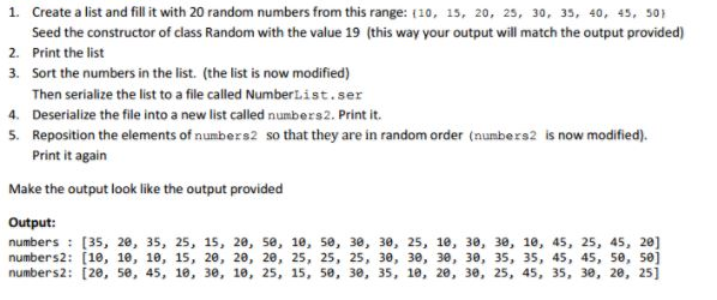 1. Create a list and fill it with 20 random numbers from this range: {10, 15, 20, 25, 30, 35, 40, 45, 50}
Seed the constructor of class Random with the value 19 (this way your output will match the output provided)
2. Print the list
3. Sort the numbers in the list. (the list is now modified)
Then serialize the list to a file called NumberList.ser
4. Deserialize the file into a new list called numbers2. Print it.
5. Reposition the elements of numbers2 so that they are in random order (numbers2 is now modified).
Print it again
Make the output look like the output provided
Output:
numbers : [35, 20, 35, 25, 15, 20, 50, 10, 50, 30, 30, 25, 10, 30, 30, 10, 45, 25, 45, 20]
numbers2: [10, 10, 10, 15, 20, 20, 20, 25, 25, 25, 30, 30, 30, 30, 35, 35, 45, 45, 50, 50]
numbers2: [20, 50, 45, 10, 30, 10, 25, 15, 50, 30, 35, 10, 20, 30, 25, 45, 35, 30, 20, 25]